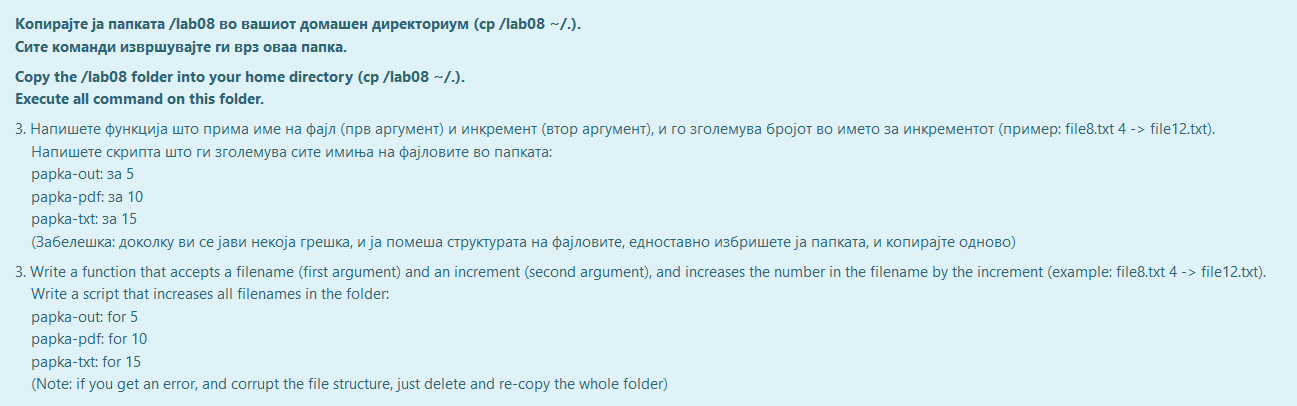 Копирајте ја папката /lab08 во вашиот домашен директориум (cp /lab08 ~/.).
Сите команди извршувајте ги врз оваа папка.
Copy the /lab08 folder into your home directory (cp /lab08 ~/.).
Execute all command on this folder.
3. Напишете функција што прима име на фајл (прв аргумент) и инкремент (втор аргумент), и го зголемува бројот во името за инкрементот (пример: file8.txt 4 -> file12.txt).
Напишете скрипта што ги зголемува сите имиња на фајловите во папката:
papka-out: за 5
papka-pdf: за 10
papka-txt: за 15
(Забелешка: доколку ви се јави некоја грешка, и ја помеша структурата на фајловите, едноставно избришете ја папката, и копирајте одново)
3. Write a function that accepts a filename (first argument) and an increment (second argument), and increases the number in the filename by the increment (example: file8.txt 4 -> file12.txt).
Write a script that increases all filenames in the folder:
papka-out: for 5
papka-pdf: for 10
papka-txt: for 15
(Note: if you get an error, and corrupt the file structure, just delete and re-copy the whole folder)